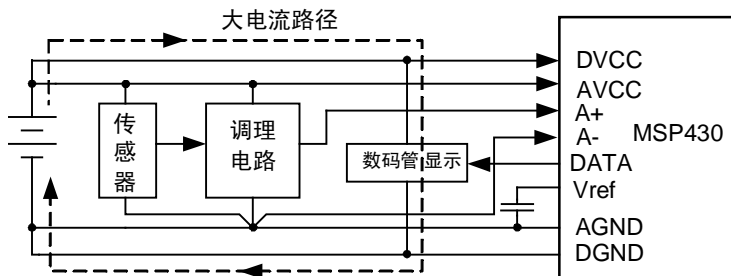 大电流路径
DVCC
AVCC
A+
A-
MSP430
DATA
Vref
AGND
DGND
传感器
调理电路
数码管 显示